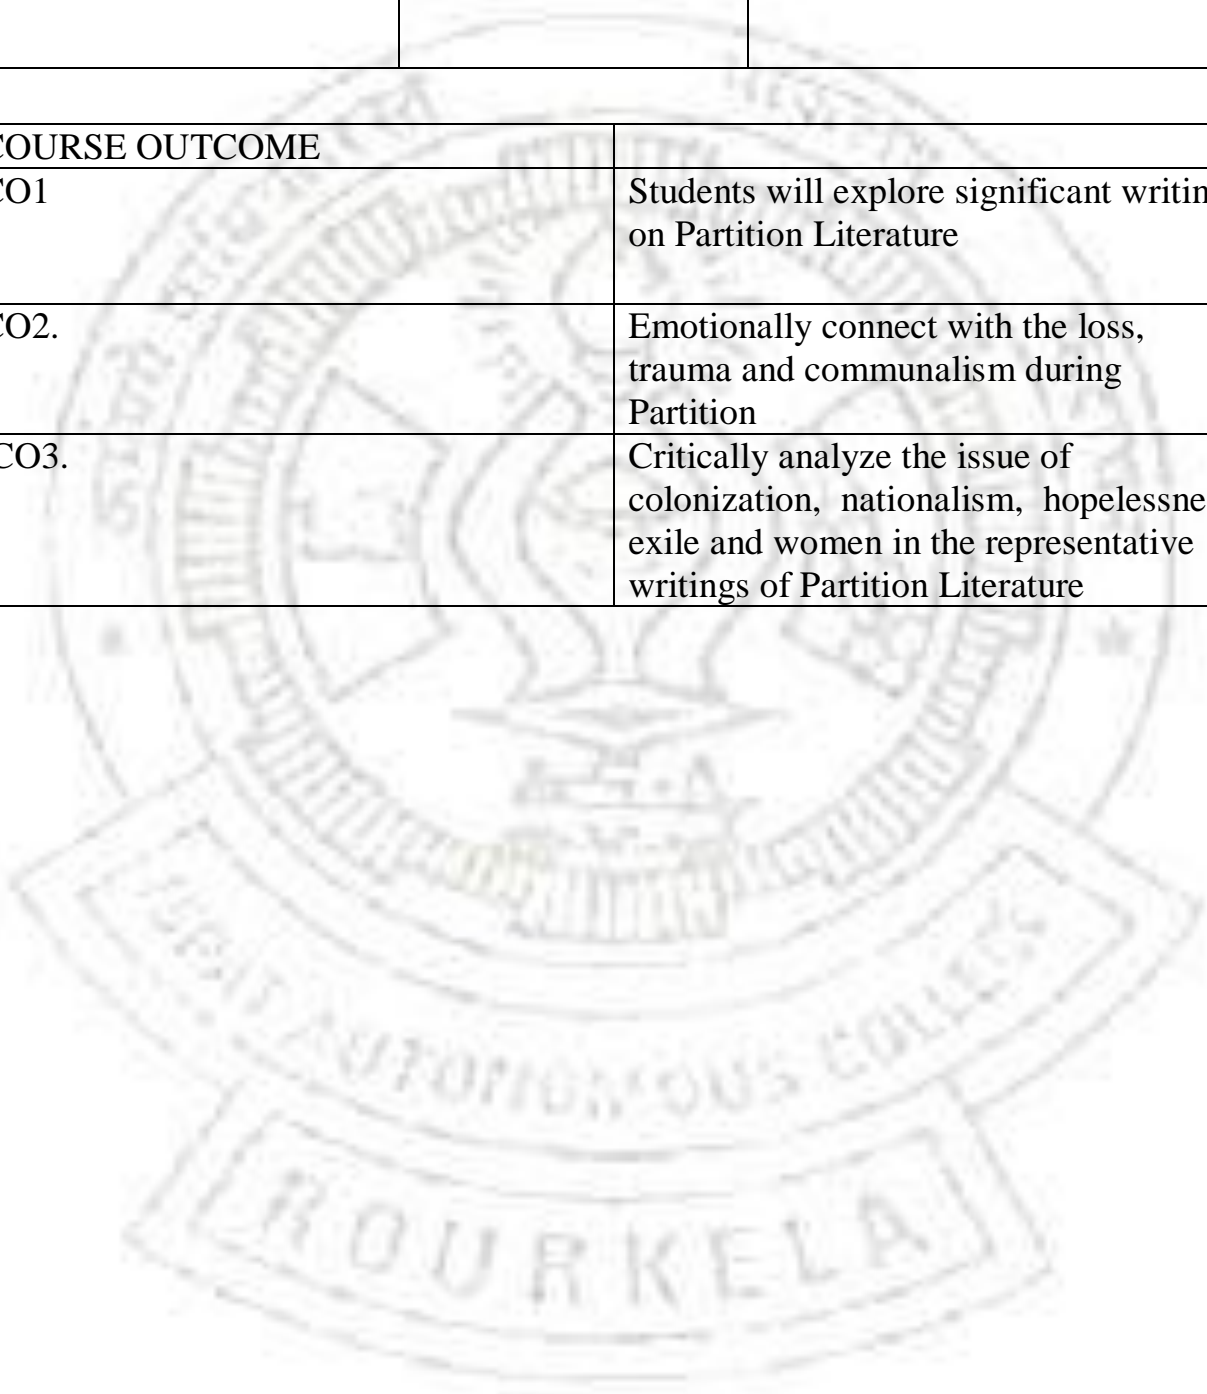 COURSE OUTCOME
CO1
Students will explore significant writin
on Partition Literature
CO2.
Emotionally connect with the loss,
trauma and communalism during
Partition
CO3.
Critically analyze the issue of
colonization, nationalism, hopelessne
exile and women in the representative
writings of Partition Literature
AUTONOMOUS COLLEGE
ROURKELA